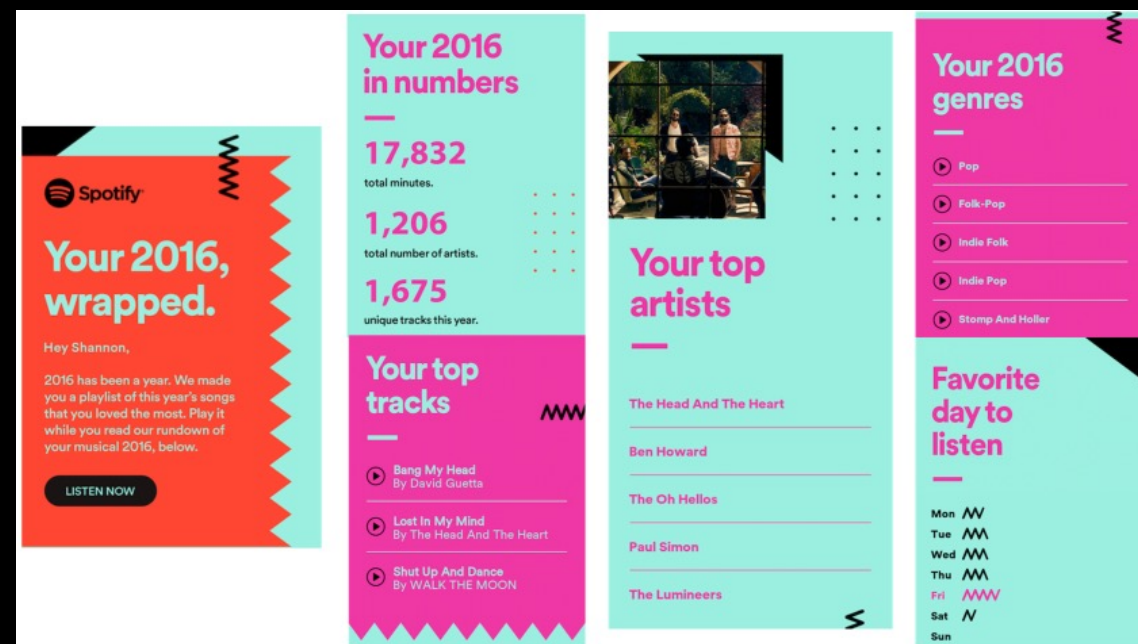 Spotify
Your 2016,
wrapped.
Hey Shannon,
2016 has been a year. We made
you a playlist of this year's songs
that you loved the most. Play it
while you read our rundown of
your musical 2016, below.
LISTEN NOW
Your 2016
in numbers
17,832
total minutes.
1,206
total number of artists.
1,675
unique tracks this year.
Your top
tracks
Bang My Head
By David Guetta
Lost In My Mind
By The Head And The Heart
Shut Up And Dance
By WALK THE MOON
Your top
artists
The Head And The Heart
Ben Howard
The Oh Hellos
Paul Simon
The Lumineers
Your 2016
genres
Pop
Folk-Pop
Indie Folk
Indie Pop
Stomp And Holler
Favorite
day to
listen
Mon
Tue
Wed
Thu
Fri
Sat
Sun